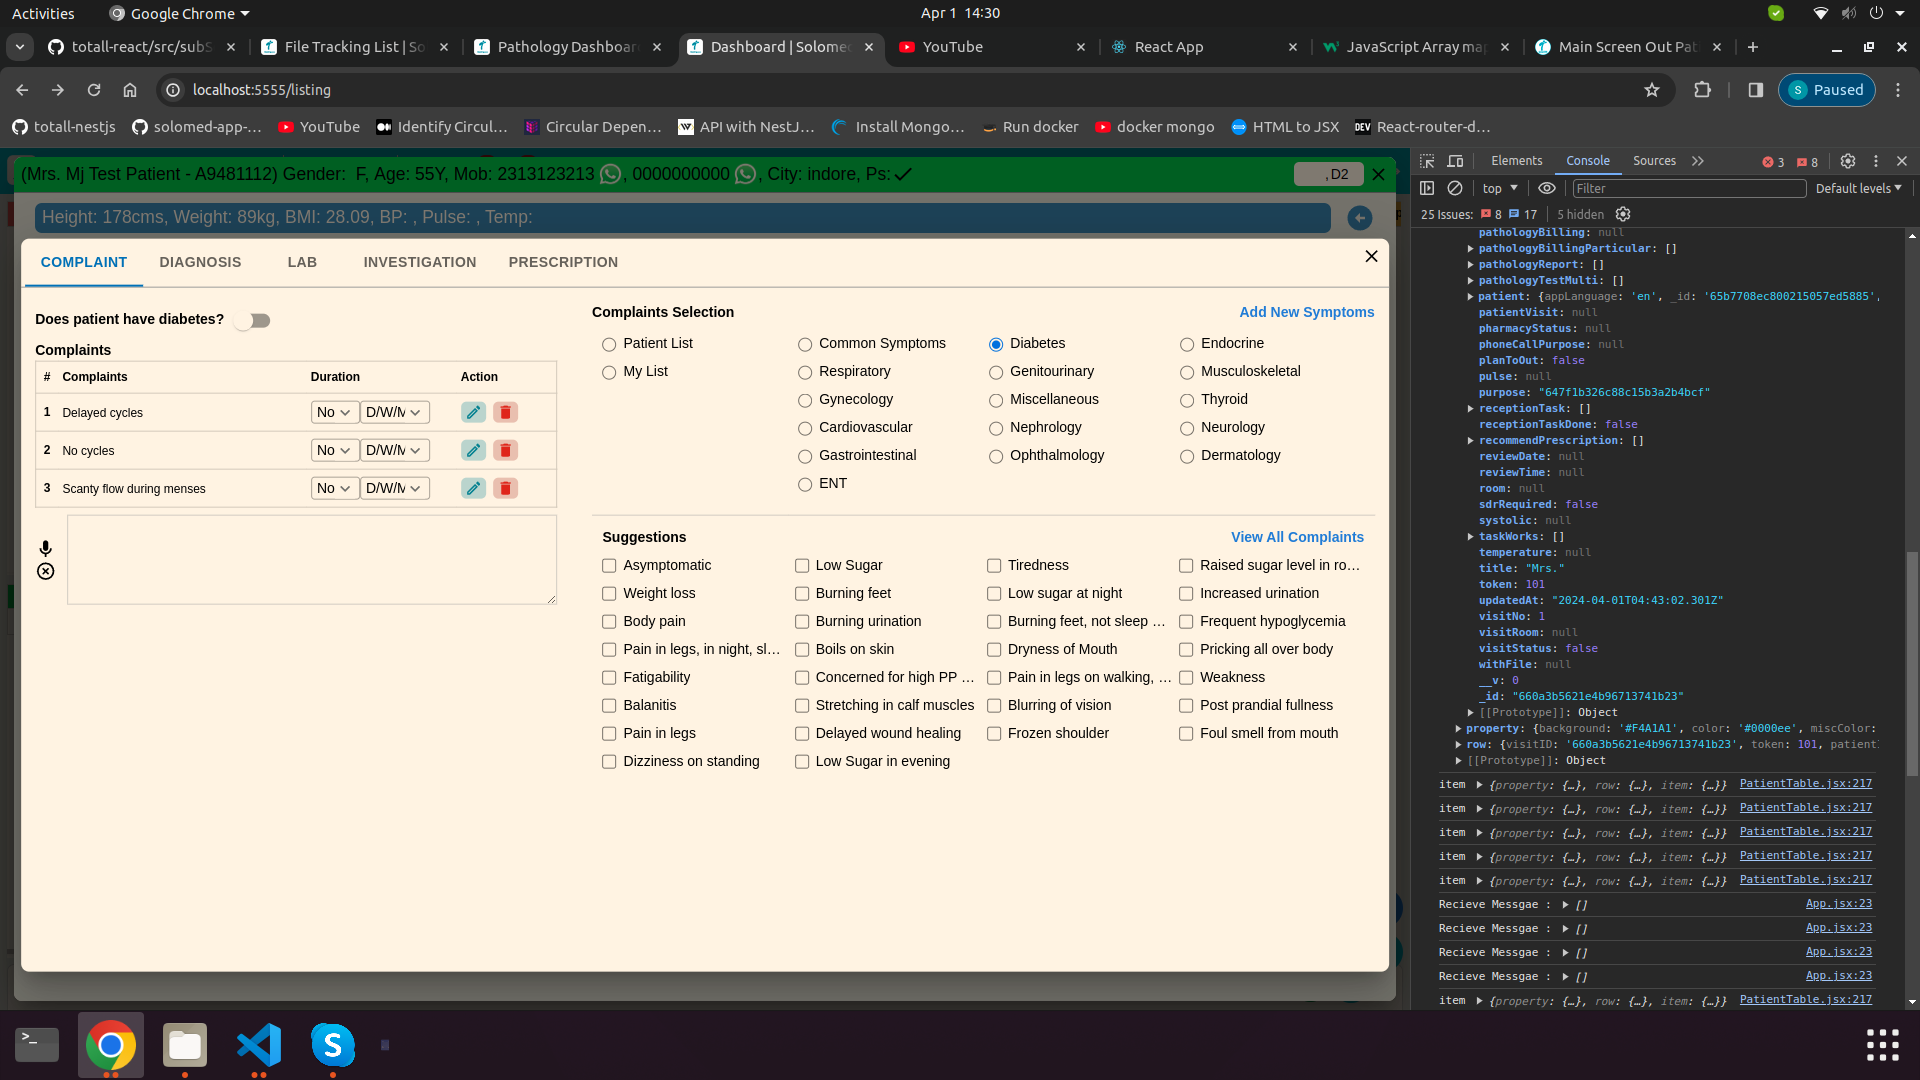 Activities
Google Chrome
Apr 1 14:30
totall-react/src/subS
File Tracking List | So
Pathology Dashboar
Dashboard | Solome
YouTube
React App
JavaScript Array ma
Main Screen Out Pat
localhost:5555/listing
Paused
totall-nestjs
solomed-app-...
YouTube
Identify Circul...
Circular Depen...
API with NestJ...
Install Mongo...
Run docker
docker mongo
HTML to JSX
React-router-d...
(Mrs. Mj Test Patient - A9481112) Gender: F, Age: 55Y, Mob: 2313123213 , 0000000000 , City: indore, Ps:
,D2
Height: 178cms, Weight: 89kg, BMI: 28.09, BP: , Pulse: , Temp:
COMPLAINT DIAGNOSIS LAB INVESTIGATION PRESCRIPTION
Does patient have diabetes?
Complaints
# Complaints Duration Action
1 Delayed cycles No D/W/M
2 No cycles No D/W/M
3 Scanty flow during menses No D/W/M
Complaints Selection Add New Symptoms
Patient List Common Symptoms Diabetes Endocrine
My List Respiratory Genitourinary Musculoskeletal
Gynecology Miscellaneous Thyroid
Cardiovascular Nephrology Neurology
Gastrointestinal Ophthalmology Dermatology
ENT
Suggestions View All Complaints
Asymptomatic Low Sugar Tiredness Raised sugar level in ro...
Weight loss Burning feet Low sugar at night Increased urination
Body pain Burning urination Burning feet, not sleep ... Frequent hypoglycemia
Pain in legs, in night, sl... Boils on skin Dryness of Mouth Pricking all over body
Fatigability Concerned for high PP ... Pain in legs on walking, ... Weakness
Balanitis Stretching in calf muscles Blurring of vision Post prandial fullness
Pain in legs Delayed wound healing Frozen shoulder Foul smell from mouth
Dizziness on standing Low Sugar in evening
Elements Console Sources 3 8
top Filter Default levels
25 Issues: 8 17 5 hidden
pathologyBilling: null
pathologyBillingParticular: []
pathologyReport: []
pathologyTestMulti: []
patient: {appLanguage: 'en', _id: '65b7708ec800215057ed5885',
patientVisit: null
pharmacyStatus: null
phoneCallPurpose: null
planToOut: false
pulse: null
purpose: "647f1b326c88c15b3a2b4bcf"
receptionTask: []
receptionTaskDone: false
recommendPrescription: []
reviewDate: null
reviewTime: null
room: null
sdrRequired: false
systolic: null
taskWorks: []
temperature: null
title: "Mrs."
token: 101
updatedAt: "2024-04-01T04:43:02.301Z"
visitNo: 1
visitRoom: null
visitStatus: false
withFile: null
__v: 0
_id: "660a3b5621e4b96713741b23"
[[Prototype]]: Object
property: {background: '#F4A1A1', color: '#0000ee', miscColor:
row: {visitID: '660a3b5621e4b96713741b23', token: 101, patientI
[[Prototype]]: Object
item {property: {…}, row: {…}, item: {…}} PatientTable.jsx:217
item {property: {…}, row: {…}, item: {…}} PatientTable.jsx:217
item {property: {…}, row: {…}, item: {…}} PatientTable.jsx:217
item {property: {…}, row: {…}, item: {…}} PatientTable.jsx:217
item {property: {…}, row: {…}, item: {…}} PatientTable.jsx:217
Recieve Messgae : [] App.jsx:23
Recieve Messgae : [] App.jsx:23
Recieve Messgae : [] App.jsx:23
Recieve Messgae : [] App.jsx:23
item {property: {…}, row: {…}, item: {…}} PatientTable.jsx:217